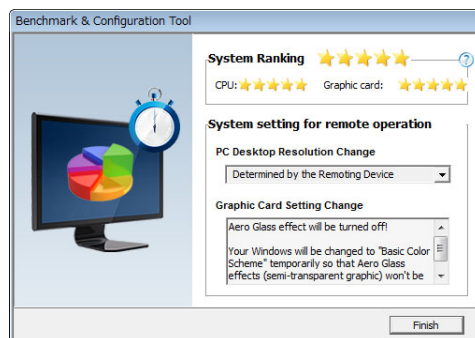 Benchmark & Configuration Tool
System Ranking
?
CPU:
Graphic card:
System setting for remote operation
PC Desktop Resolution Change
Determined by the Remoting Device
Graphic Card Setting Change
Aero Glass effect will be turned off!
Your Windows will be changed to "Basic Color
Scheme" temporarily so that Aero Glass
effects (semi-transparent graphic) won't be
Finish